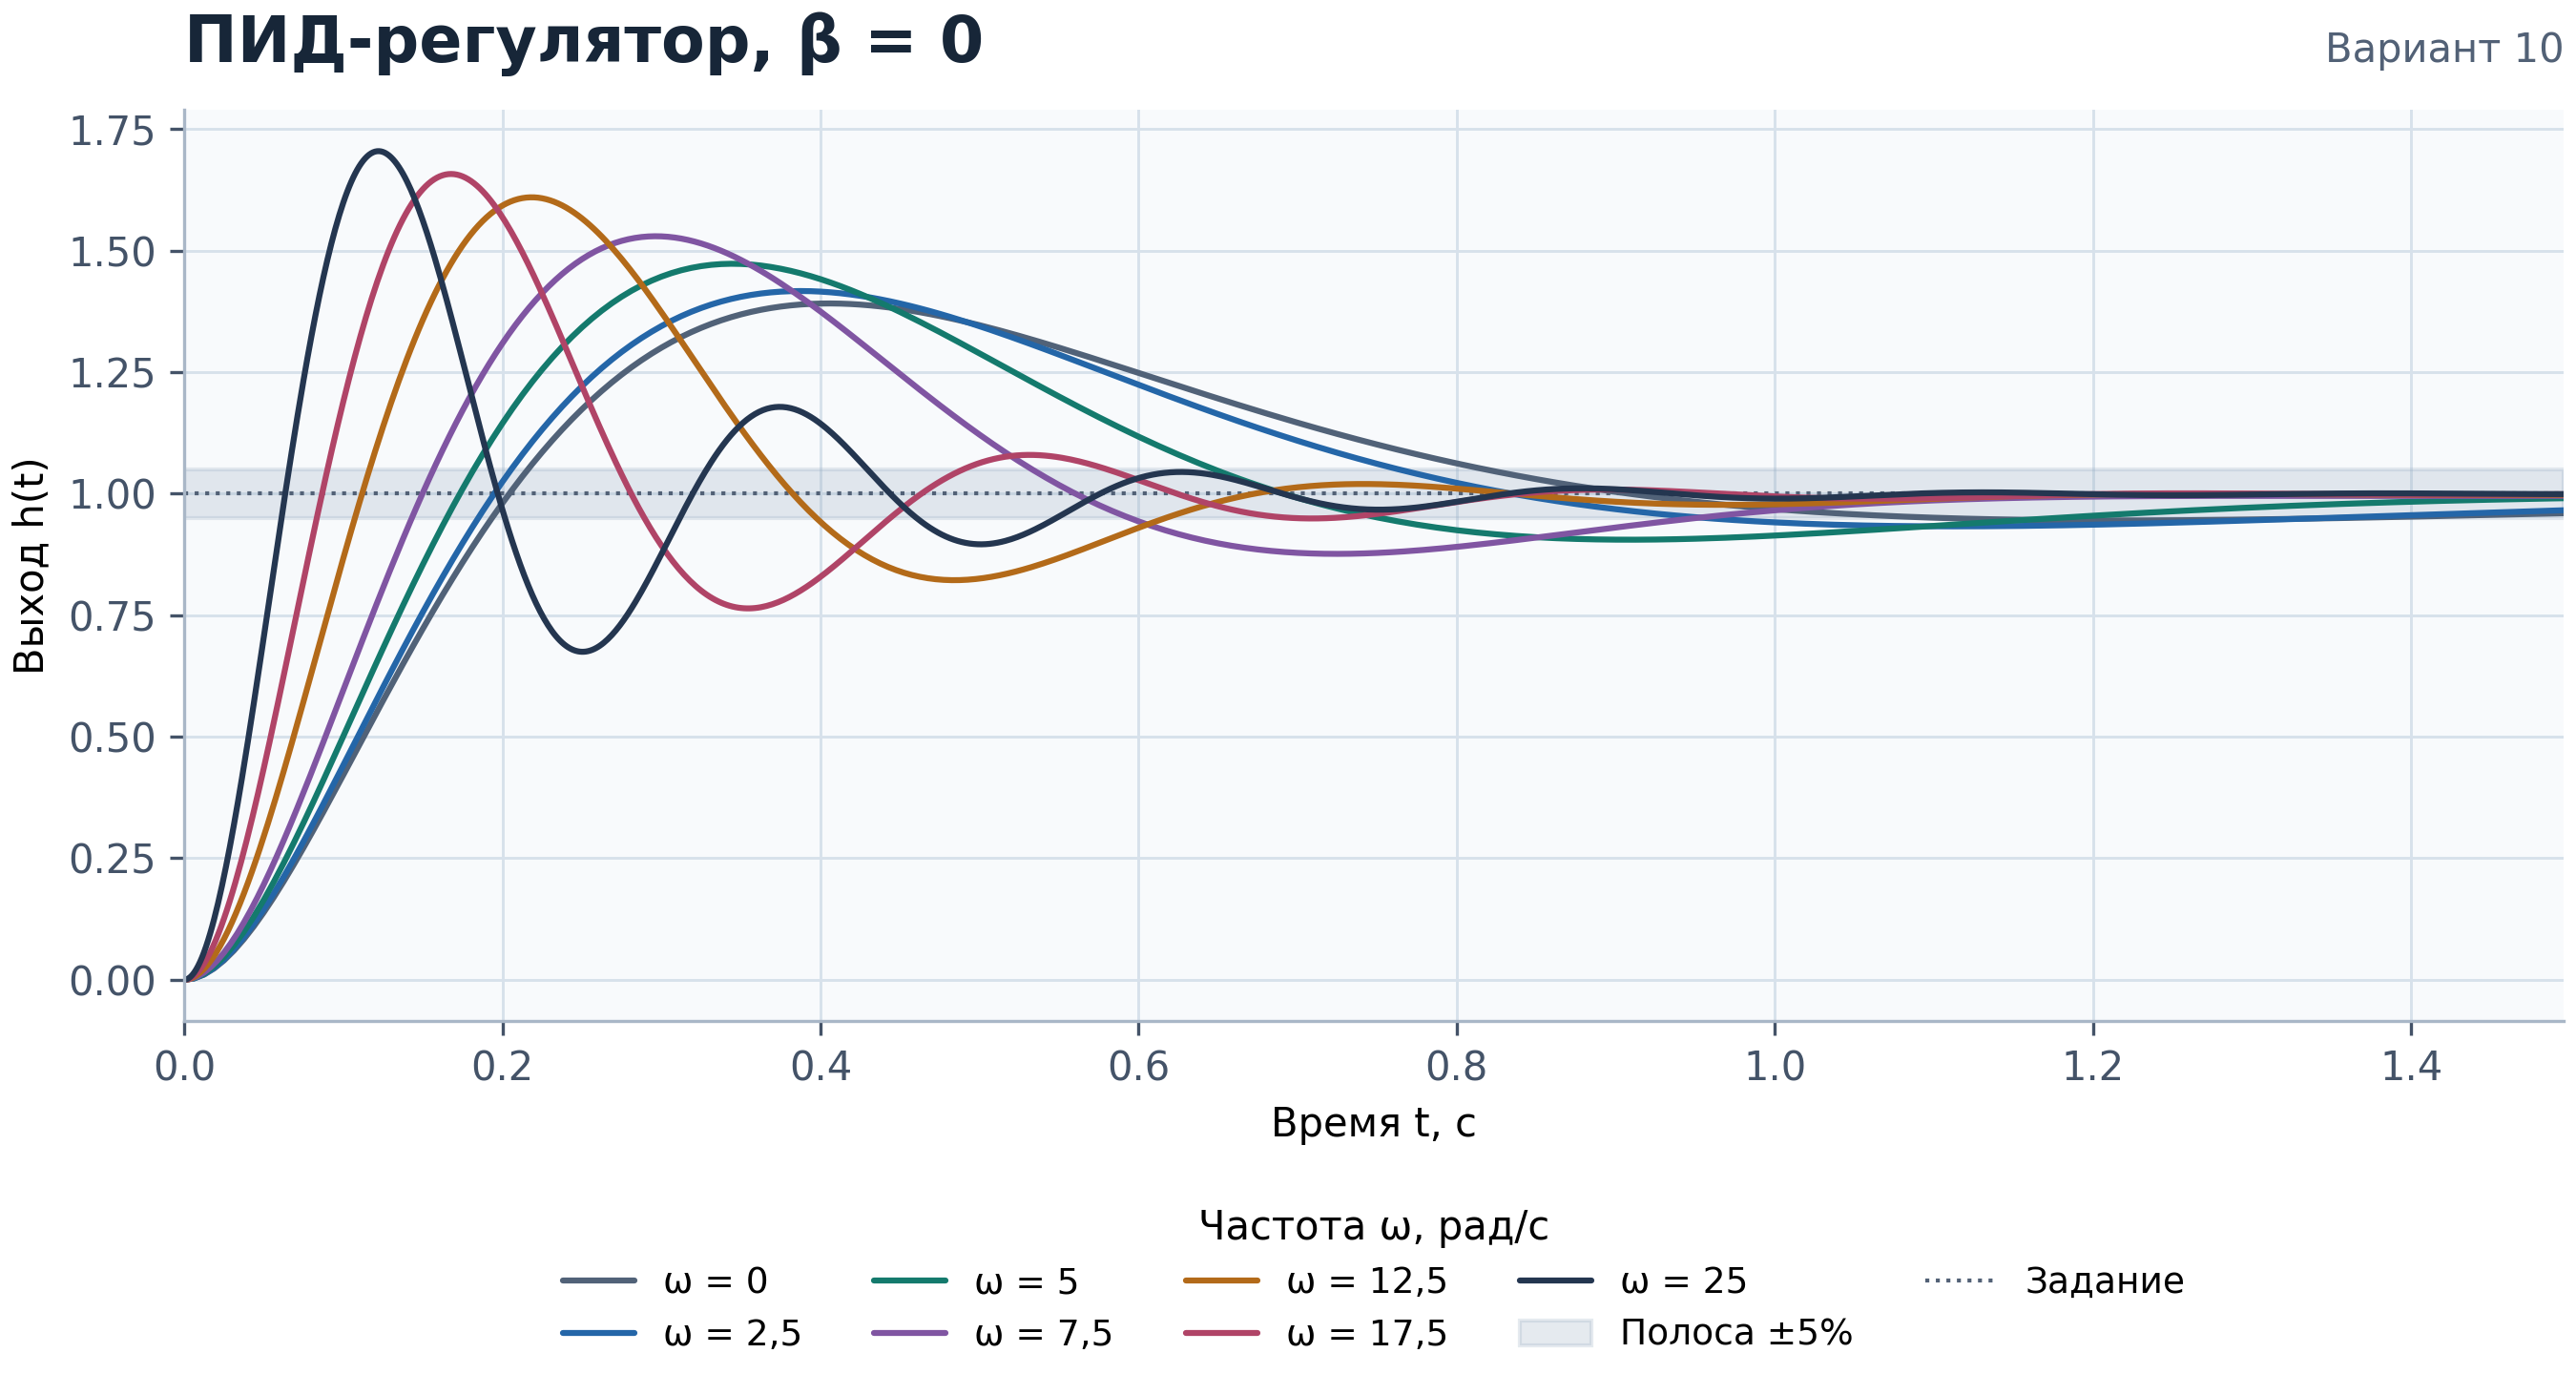 ПИД-регулятор, β = 0
Вариант 10
Выход h(t)
1.75
1.50
1.25
1.00
0.75
0.50
0.25
0.00
0.0 0.2 0.4 0.6 0.8 1.0 1.2 1.4
Время t, с
Частота ω, рад/с
ω = 0 ω = 5 ω = 12,5 ω = 25 Задание
ω = 2,5 ω = 7,5 ω = 17,5 Полоса ±5%